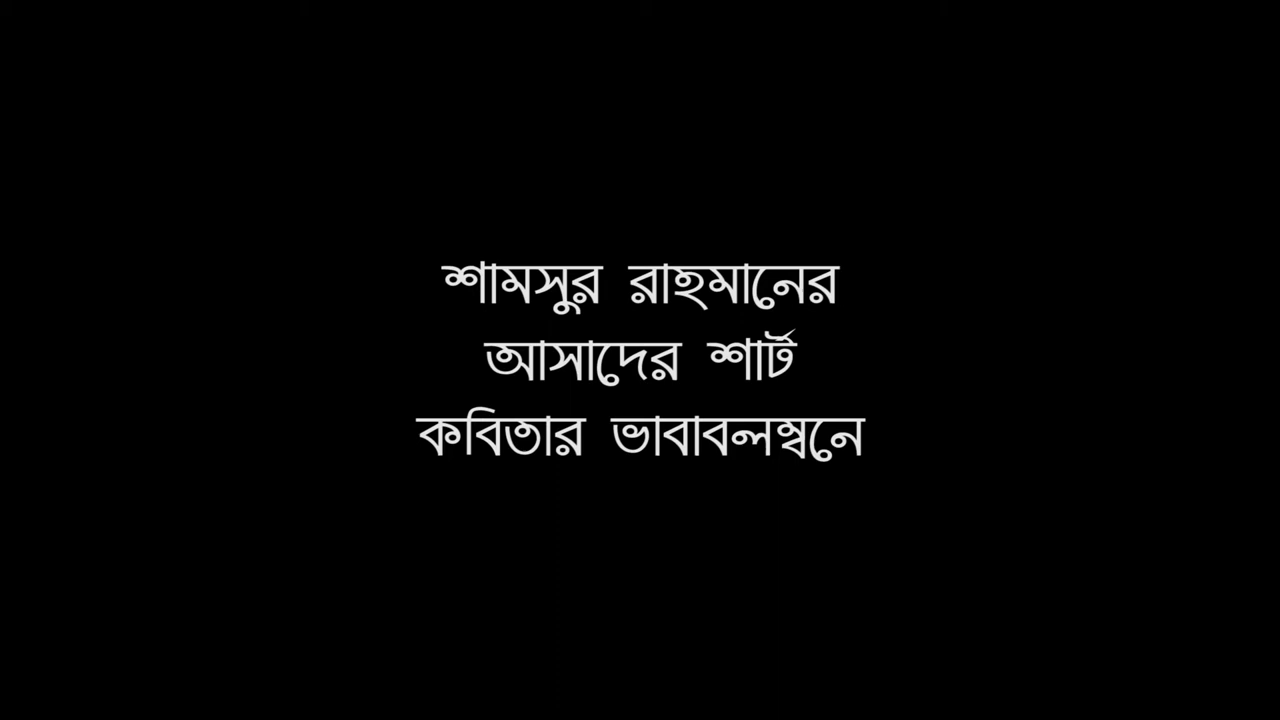 শামসুর রাহমানের
আসাদের শার্ট
কবিতার ভাবাবলম্বনে